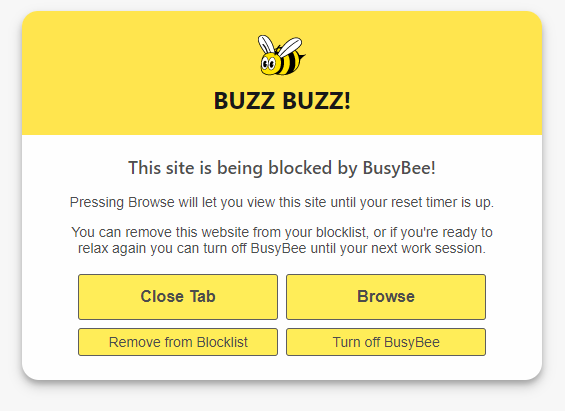 BUZZ BUZZ!
This site is being blocked by BusyBee!
Pressing Browse will let you view this site until your reset timer is up.
You can remove this website from your blocklist, or if you're ready to
relax again you can turn off BusyBee until your next work session.
Close Tab
Browse
Remove from Blocklist
Turn off BusyBee